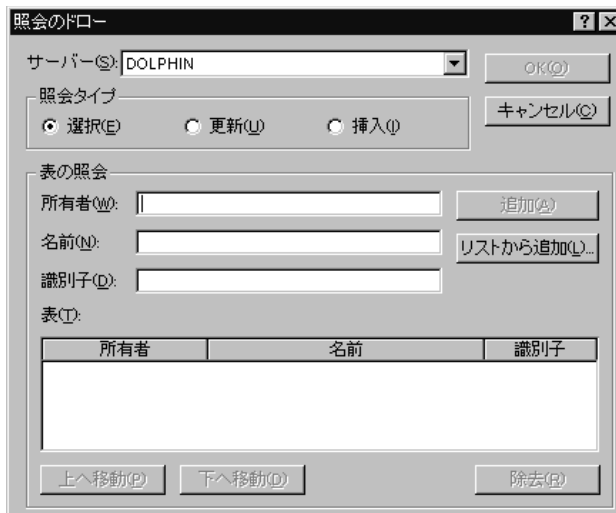 照会のドロー
サーバー(S): DOLPHIN
OK(O)
照会タイプ
キャンセル(C)
選択(E) 更新(U) 挿入(I)
表の照会
所有者(W): 追加(A)
名前(N): リストから追加(L)...
識別子(D):
表(T):
所有者 名前 識別子
上へ移動(P) 下へ移動(O) 除去(R)